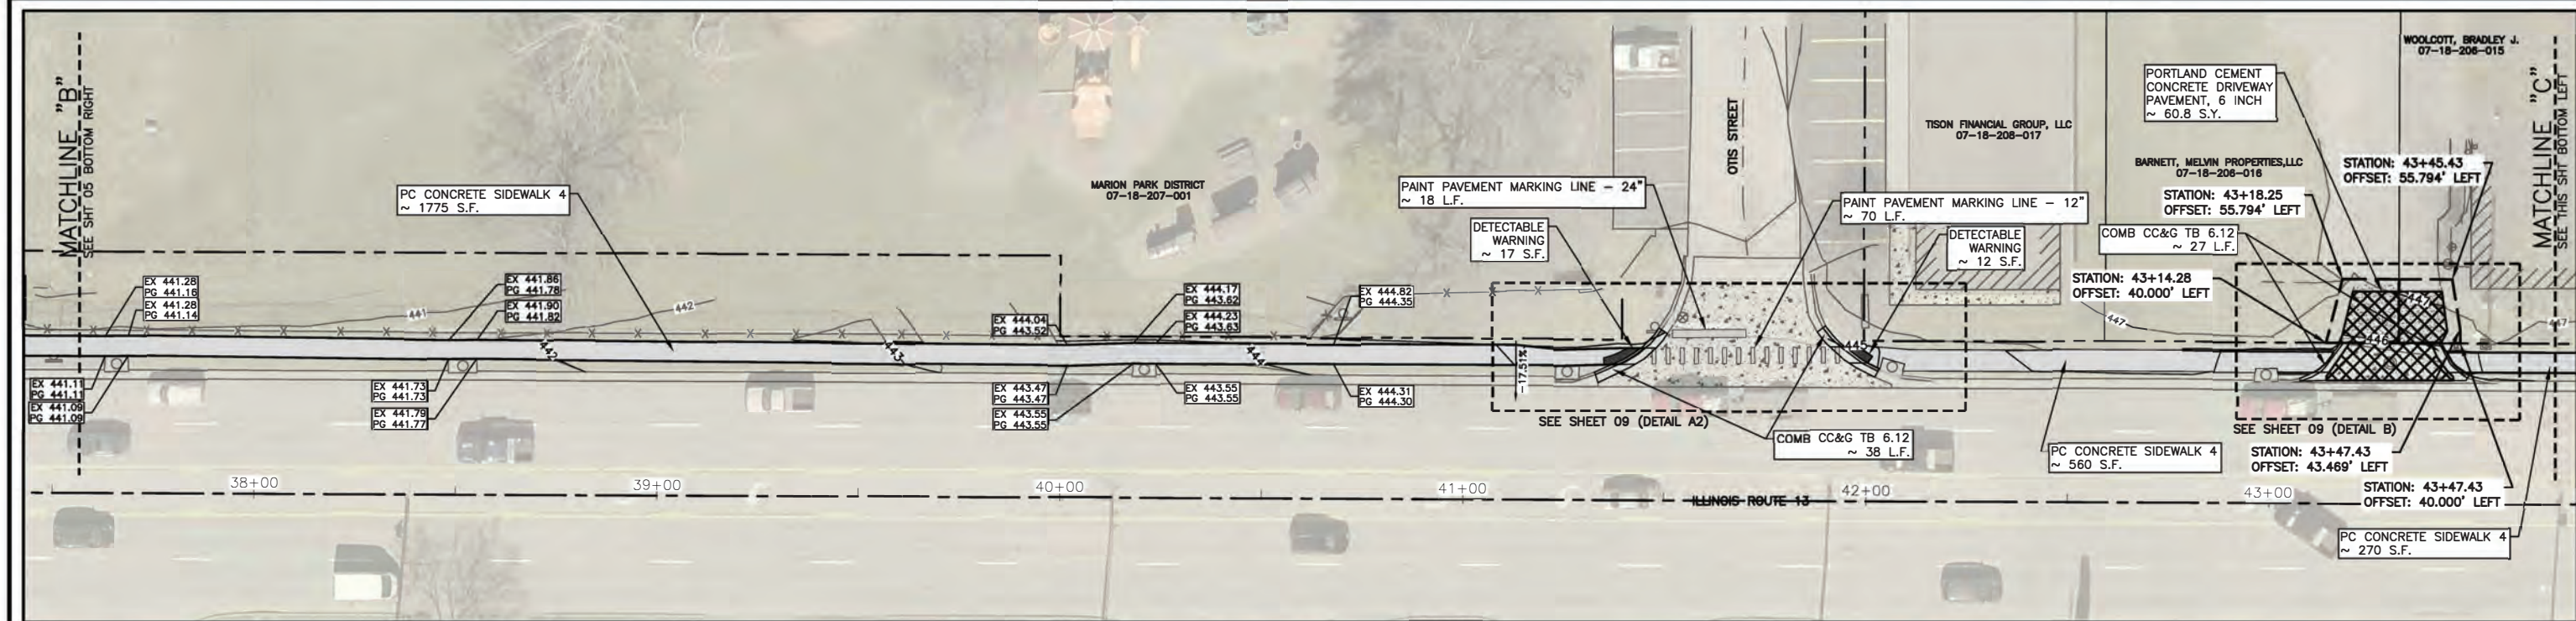 MATCHLINE "B"
SEE SHT 05 BOTTOM RIGHT
PC CONCRETE SIDEWALK 4
~ 1775 S.F.
EX 441.28
PG 441.16
EX 441.28
PG 441.14
EX 441.11
PG 441.11
EX 441.09
PG 441.09
441
EX 441.86
PG 441.78
EX 441.90
PG 441.82
EX 441.73
PG 441.73
EX 441.79
PG 441.77
442
442
443
MARION PARK DISTRICT
07-18-207-001
EX 444.04
PG 443.52
EX 444.17
PG 443.62
EX 444.23
PG 443.63
EX 443.47
PG 443.47
EX 443.55
PG 443.55
EX 443.55
PG 443.55
444
EX 444.82
PG 444.35
EX 444.31
PG 444.30
PAINT PAVEMENT MARKING LINE - 24"
~ 18 L.F.
DETECTABLE
WARNING
~ 17 S.F.
-17.51%
OTIS STREET
PAINT PAVEMENT MARKING LINE - 12"
~ 70 L.F.
DETECTABLE
WARNING
~ 12 S.F.
445
SEE SHEET 09 (DETAIL A2)
COMB CC&G TB 6.12
~ 38 L.F.
TISON FINANCIAL GROUP, LLC
07-18-208-017
PORTLAND CEMENT
CONCRETE DRIVEWAY
PAVEMENT, 6 INCH
~ 60.8 S.Y.
WOOLCOTT, BRADLEY J.
07-18-206-015
BARNETT, MELVIN PROPERTIES,LLC
07-18-206-016
STATION: 43+45.43
OFFSET: 55.794' LEFT
STATION: 43+18.25
OFFSET: 55.794' LEFT
COMB CC&G TB 6.12
~ 27 L.F.
STATION: 43+14.28
OFFSET: 40.000' LEFT
447
447
447
446
PC CONCRETE SIDEWALK 4
~ 560 S.F.
SEE SHEET 09 (DETAIL B)
STATION: 43+47.43
OFFSET: 43.469' LEFT
STATION: 43+47.43
OFFSET: 40.000' LEFT
PC CONCRETE SIDEWALK 4
~ 270 S.F.
MATCHLINE "C"
SEE THIS SHT BOTTOM LEFT
38+00
39+00
40+00
41+00
ILLINOIS ROUTE 13
42+00
43+00